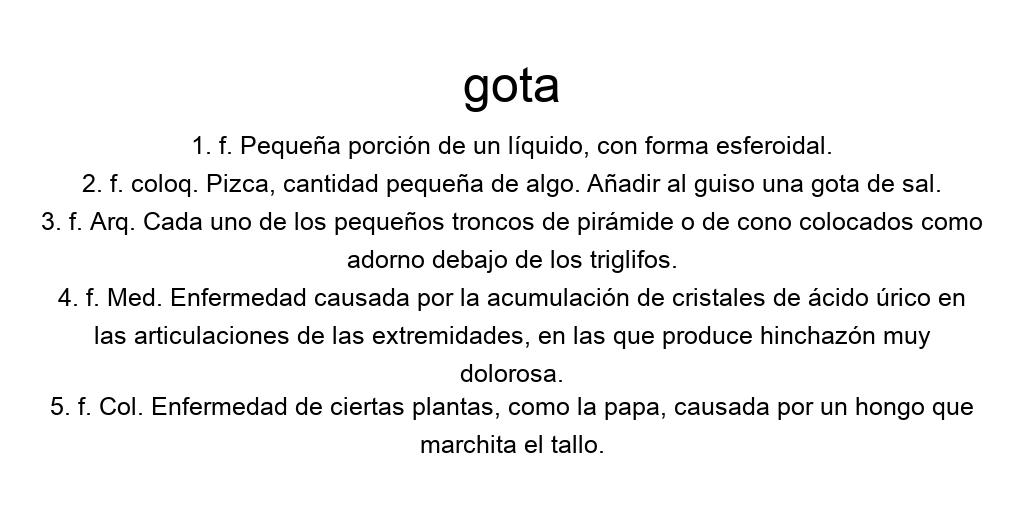 gota
1. f. Pequeña porción de un líquido, con forma esferoidal.
2. f. coloq. Pizca, cantidad pequeña de algo. Añadir al guiso una gota de sal.
3. f. Arq. Cada uno de los pequeños troncos de pirámide o de cono colocados como
adorno debajo de los triglifos.
4. f. Med. Enfermedad causada por la acumulación de cristales de ácido úrico en
las articulaciones de las extremidades, en las que produce hinchazón muy
dolorosa.
5. f. Col. Enfermedad de ciertas plantas, como la papa, causada por un hongo que
marchita el tallo.